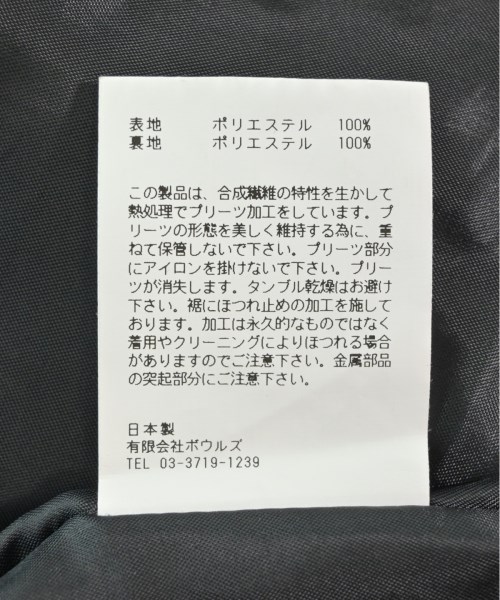 表地　ポリエステル　100%
裏地　ポリエステル　100%
この製品は、合成繊維の特性を生かして
熱処理でプリーツ加工をしています。プ
リーツの形態を美しく維持する為に、重
ねて保管しないで下さい。プリーツ部分
にアイロンを掛けないで下さい。プリー
ツが消失します。タンブル乾燥はお避け
下さい。裾にほつれ止めの加工を施して
おります。加工は永久的なものではなく
着用やクリーニングによりほつれる場合
がありますのでご注意下さい。金属部品
の突起部分にご注意下さい。
日本製
有限会社ボウルズ
TEL 03-3719-1239